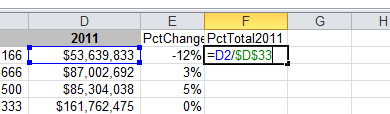 D E F G H
2011 PctChange PctTotal2011
166 $53,639,833 -12% =D2/$D$33
666 $87,002,692 3%
500 $85,304,038 5%
333 $161,762,475 0%